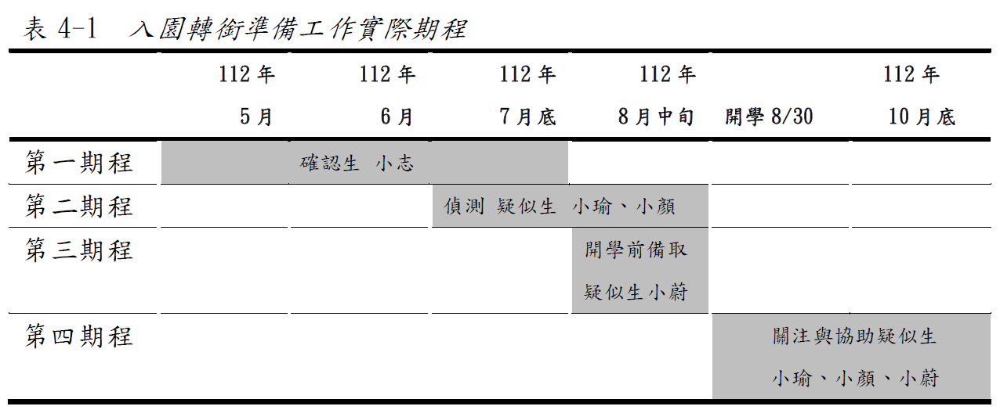 表 4-1 入園轉銜準備工作實際期程
112 年 112 年 112 年 112 年 112 年
5 月 6 月 7 月底 8 月中旬 開學 8/30 10 月底
第一期程 確認生 小志
第二期程 偵測 疑似生 小瑜、小顏
第三期程 開學前備取
疑似生小蔚
第四期程 關注與協助疑似生
小瑜、小顏、小蔚